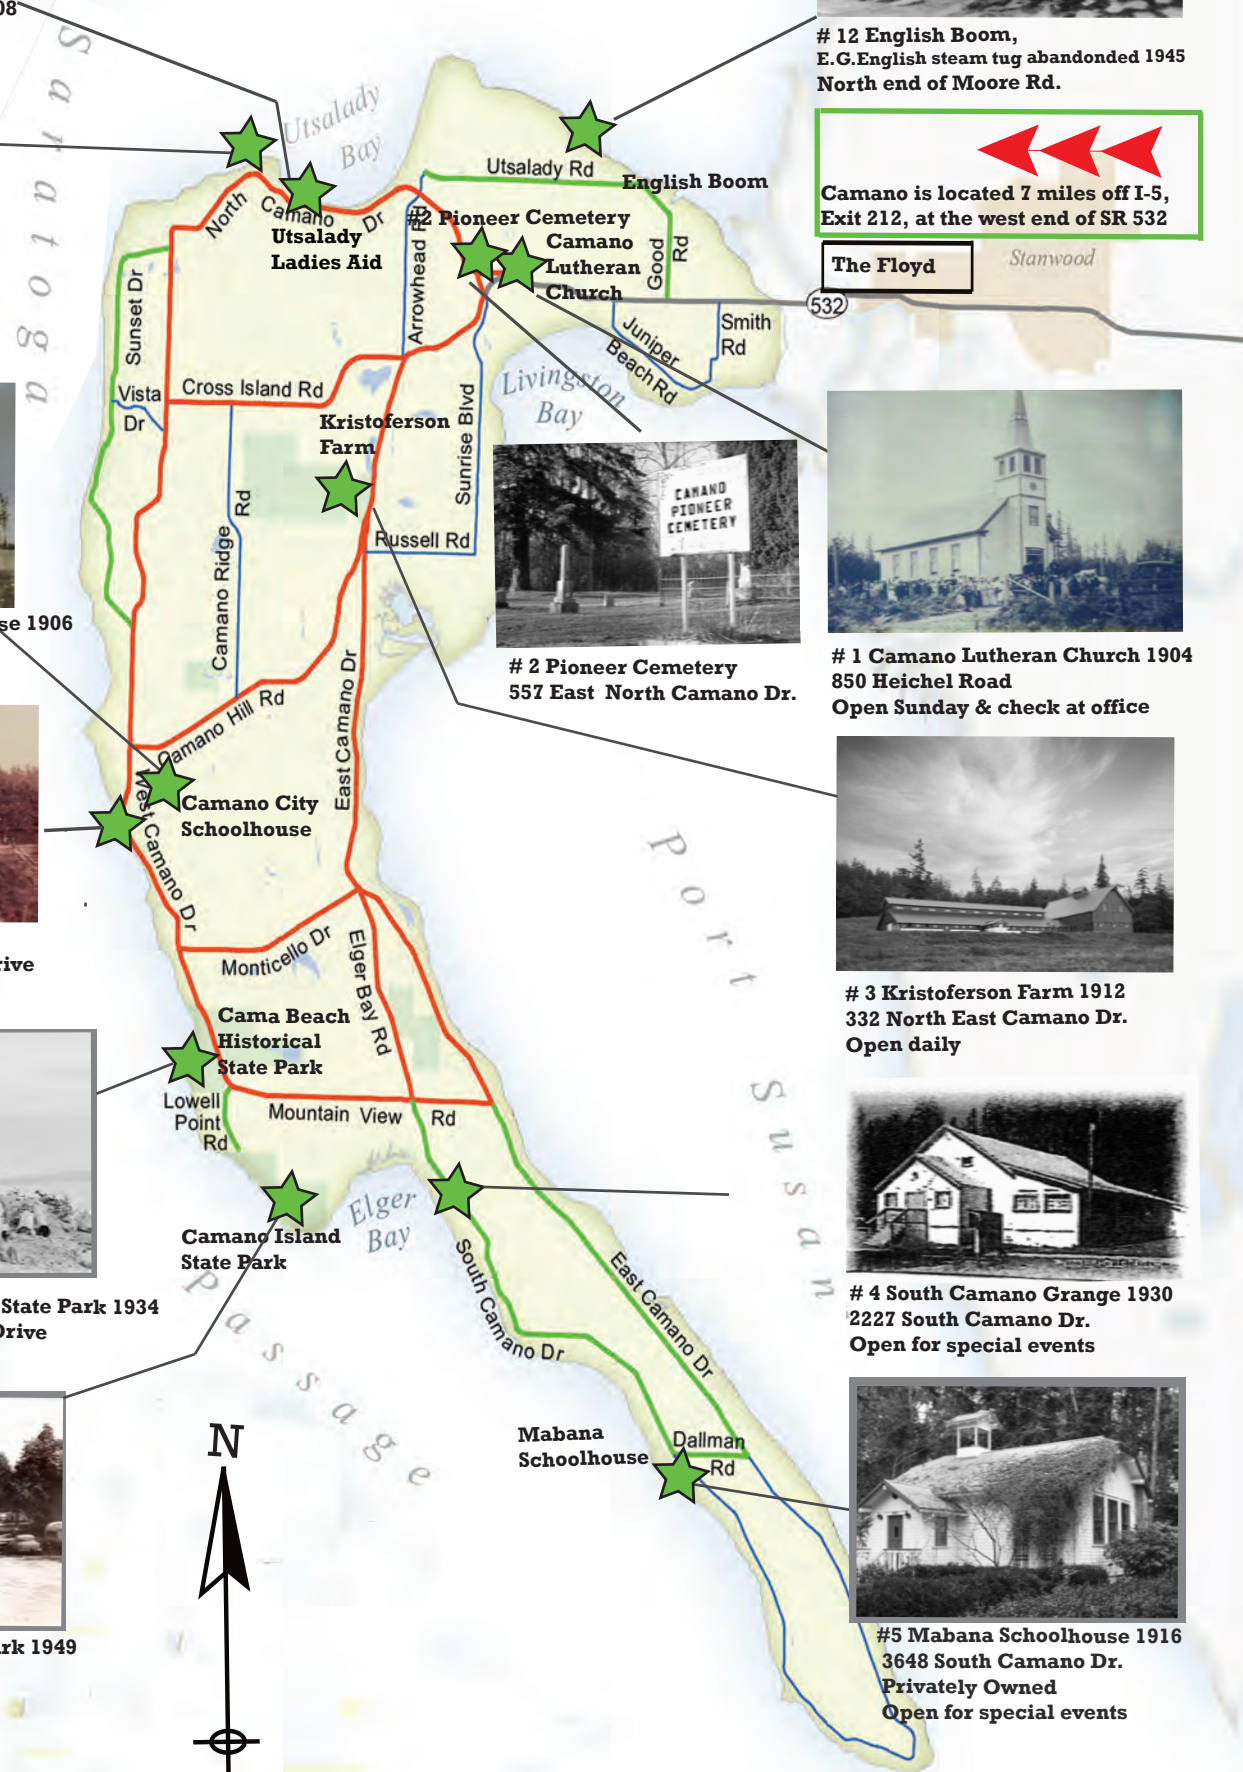 08
# 12 English Boom,
E.G.English steam tug abandonded 1945
North end of Moore Rd.
Camano is located 7 miles off I-5,
Exit 212, at the west end of SR 532
The Floyd
Stanwood
532
Saratoga
Passage
Utsalady
Bay
Utsalady Rd
English Boom
North
Camano
Dr
Utsalady
Ladies Aid
#2 Pioneer Cemetery
Camano
Lutheran
Church
Arrowhead Rd
Good
Rd
Sunset Dr
Smith
Rd
Juniper
Beach Rd
Livingston
Bay
Vista
Dr
Cross Island Rd
Kristoferson
Farm
Sunrise Blvd
Camano Ridge
Rd
Russell Rd
CAMANO
PIONEER
CEMETERY
# 2 Pioneer Cemetery
557 East North Camano Dr.
# 1 Camano Lutheran Church 1904
850 Heichel Road
Open Sunday & check at office
se 1906
East Camano Dr
Camano Hill Rd
Camano City
Schoolhouse
West Camano Dr
Port Susan
# 3 Kristoferson Farm 1912
332 North East Camano Dr.
Open daily
rive
Monticello Dr
Elger Bay Rd
Cama Beach
Historical
State Park
Lowell
Point
Rd
Mountain View Rd
Elger
Bay
Camano Island
State Park
State Park 1934
Drive
South Camano Dr
East Camano Dr
# 4 South Camano Grange 1930
2227 South Camano Dr.
Open for special events
N
Mabana
Schoolhouse
Dallman
Rd
ark 1949
#5 Mabana Schoolhouse 1916
3648 South Camano Dr.
Privately Owned
Open for special events